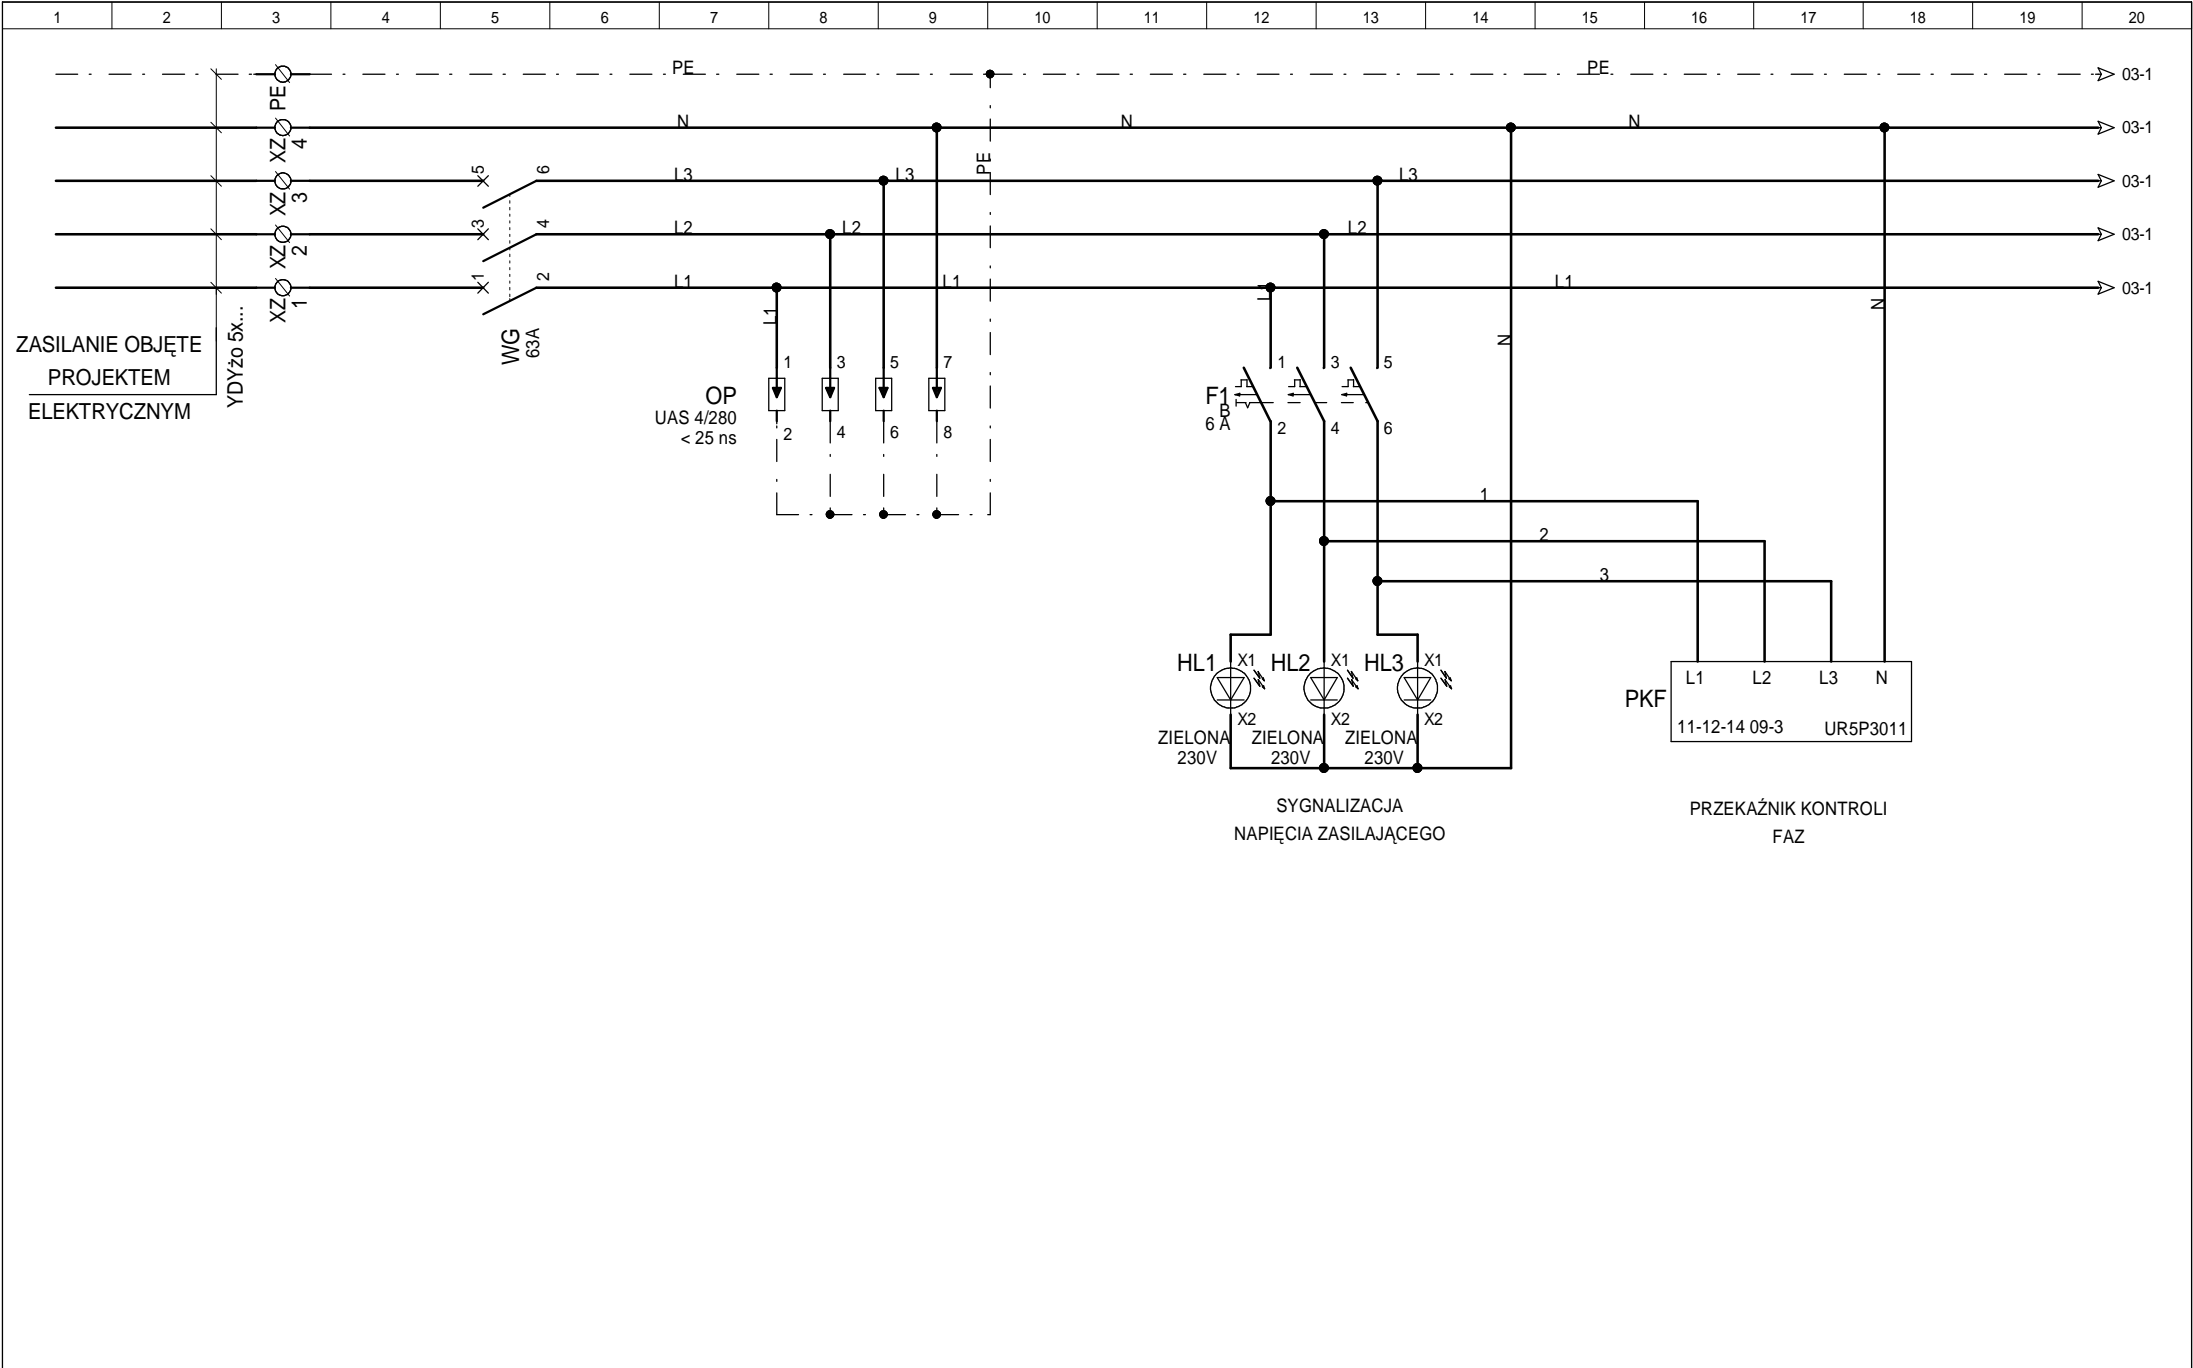 1 2 3 4 5 6 7 8 9 10 11 12 13 14 15 16 17 18 19 20
PE PE 03-1
PE
N N N 03-1
XZ 4
5 6 L3 L3 L3 03-1
PE
XZ 3
3 4 L2 L2 L2 03-1
XZ 2
1 2 L1 L1 L1 03-1
XZ 1
L1
L1
N
N
ZASILANIE OBJĘTE
PROJEKTEM
ELEKTRYCZNYM
YDYżo 5x...
WG
63A
OP
UAS 4/280
< 25 ns
1 3 5 7
2 4 6 8
F1
B
6 A
1 3 5
2 4 6
1
2
3
HL1 X1 HL2 X1 HL3 X1
X2 X2 X2
ZIELONA ZIELONA ZIELONA
230V 230V 230V
PKF
L1 L2 L3 N
11-12-14 09-3 UR5P3011
SYGNALIZACJA
NAPIĘCIA ZASILAJĄCEGO
PRZEKAŹNIK KONTROLI
FAZ